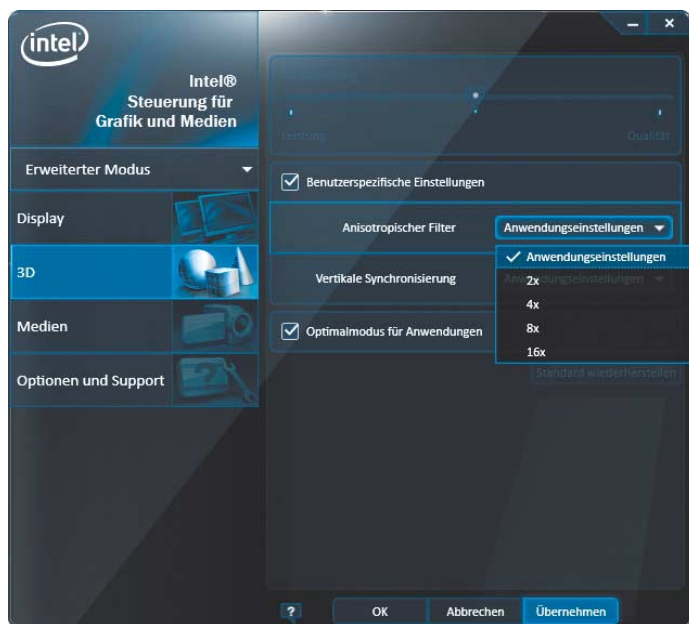 intel
Intel®
Steuerung für
Grafik und Medien
Erweiterter Modus
Display
3D
Medien
Optionen und Support
Leistung
Qualität
Benutzerspezifische Einstellungen
Anisotropischer Filter
Anwendungseinstellungen
Anwendungseinstellungen
2x
4x
8x
16x
Vertikale Synchronisierung
Anwendungseinstellungen
Optimalmodus für Anwendungen
Standard wiederherstellen
?
OK
Abbrechen
Übernehmen